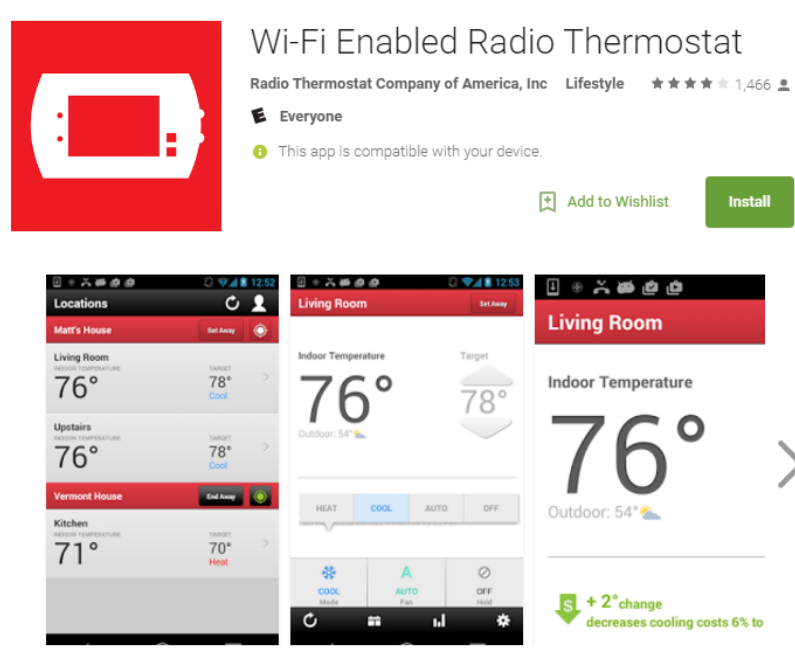 Wi-Fi Enabled Radio Thermostat
Radio Thermostat Company of America, Inc Lifestyle 1,466
E Everyone
This app is compatible with your device.
Add to Wishlist Install
12:52
Locations
Matt's House Set Away
Living Room
INDOOR TEMPERATURE TARGET
76° 78°
Cool
Upstairs
INDOOR TEMPERATURE TARGET
76° 78°
Cool
Vermont House End Away
Kitchen
INDOOR TEMPERATURE TARGET
71° 70°
Heat
12:53
Living Room Set Away
Indoor Temperature Target
76° 78°
Outdoor: 54°
HEAT COOL AUTO OFF
A
COOL AUTO OFF
Mode Fan Hold
Living Room
Indoor Temperature
76°
Outdoor: 54°
$ + 2° change
decreases cooling costs 6% to